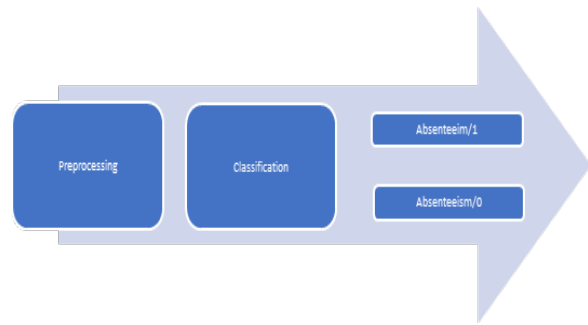 Preprocessing
Classification
Absenteeim/1
Absenteeism/0